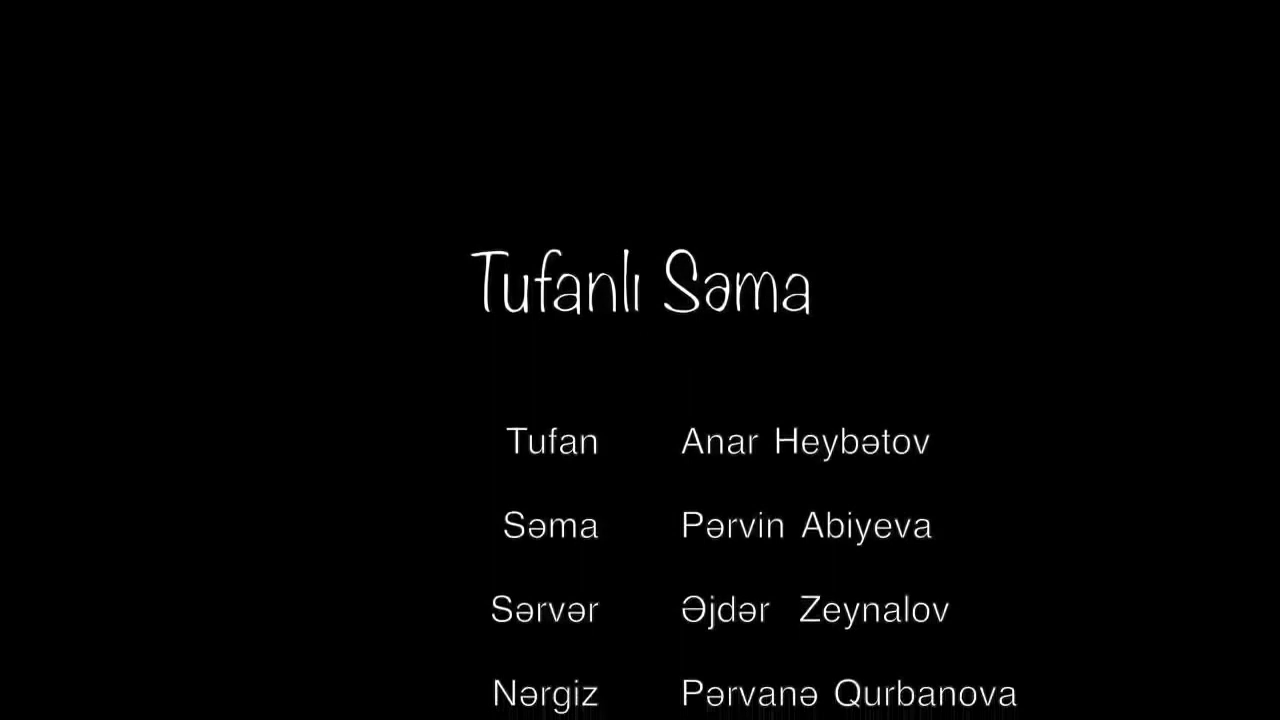 Tufanlı Səma
Tufan Anar Heybətov
Səma Pərvin Abiyeva
Sərvər Əjdər Zeynalov
Nərgiz Pərvanə Qurbanova